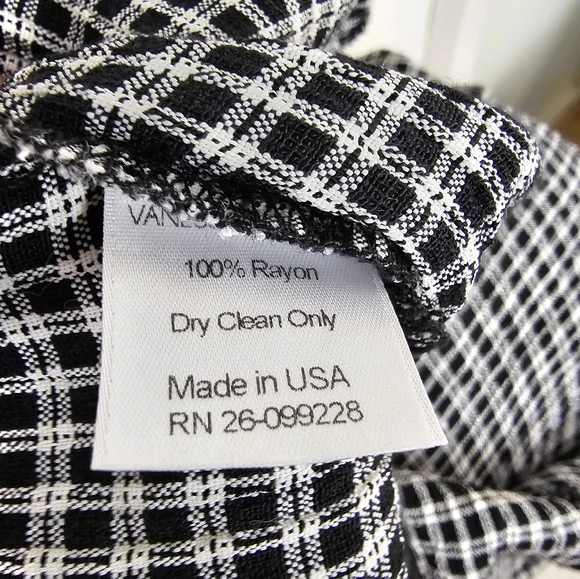 100% Rayon
Dry Clean Only
Made in USA
RN 26-099228